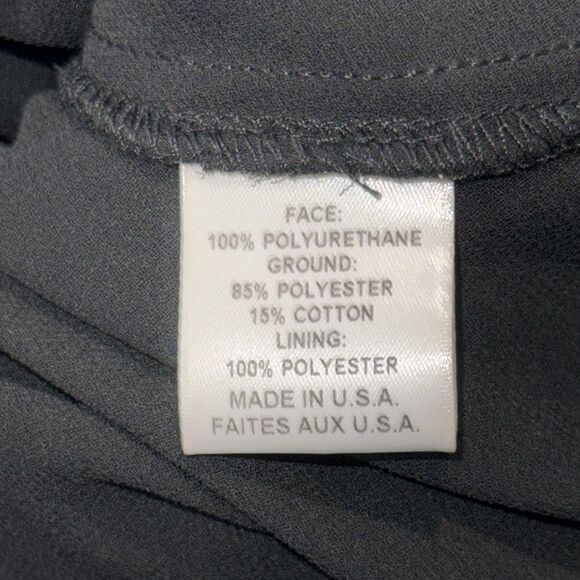 FACE:
100% POLYURETHANE
GROUND:
85% POLYESTER
15% COTTON
LINING:
100% POLYESTER
MADE IN U.S.A.
FAITES AUX U.S.A.